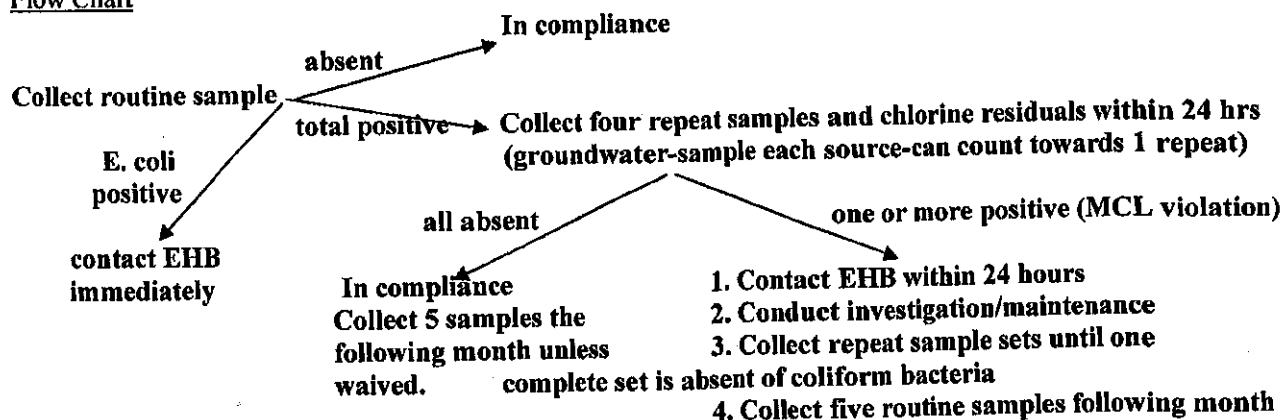 Flow Chart
In compliance
absent
Collect routine sample
total positive
Collect four repeat samples and chlorine residuals within 24 hrs
(groundwater-sample each source-can count towards 1 repeat)
E. coli
positive
all absent
one or more positive (MCL violation)
contact EHB
immediately
In compliance
Collect 5 samples the
following month unless
waived.
1. Contact EHB within 24 hours
2. Conduct investigation/maintenance
3. Collect repeat sample sets until one
complete set is absent of coliform bacteria
4. Collect five routine samples following month